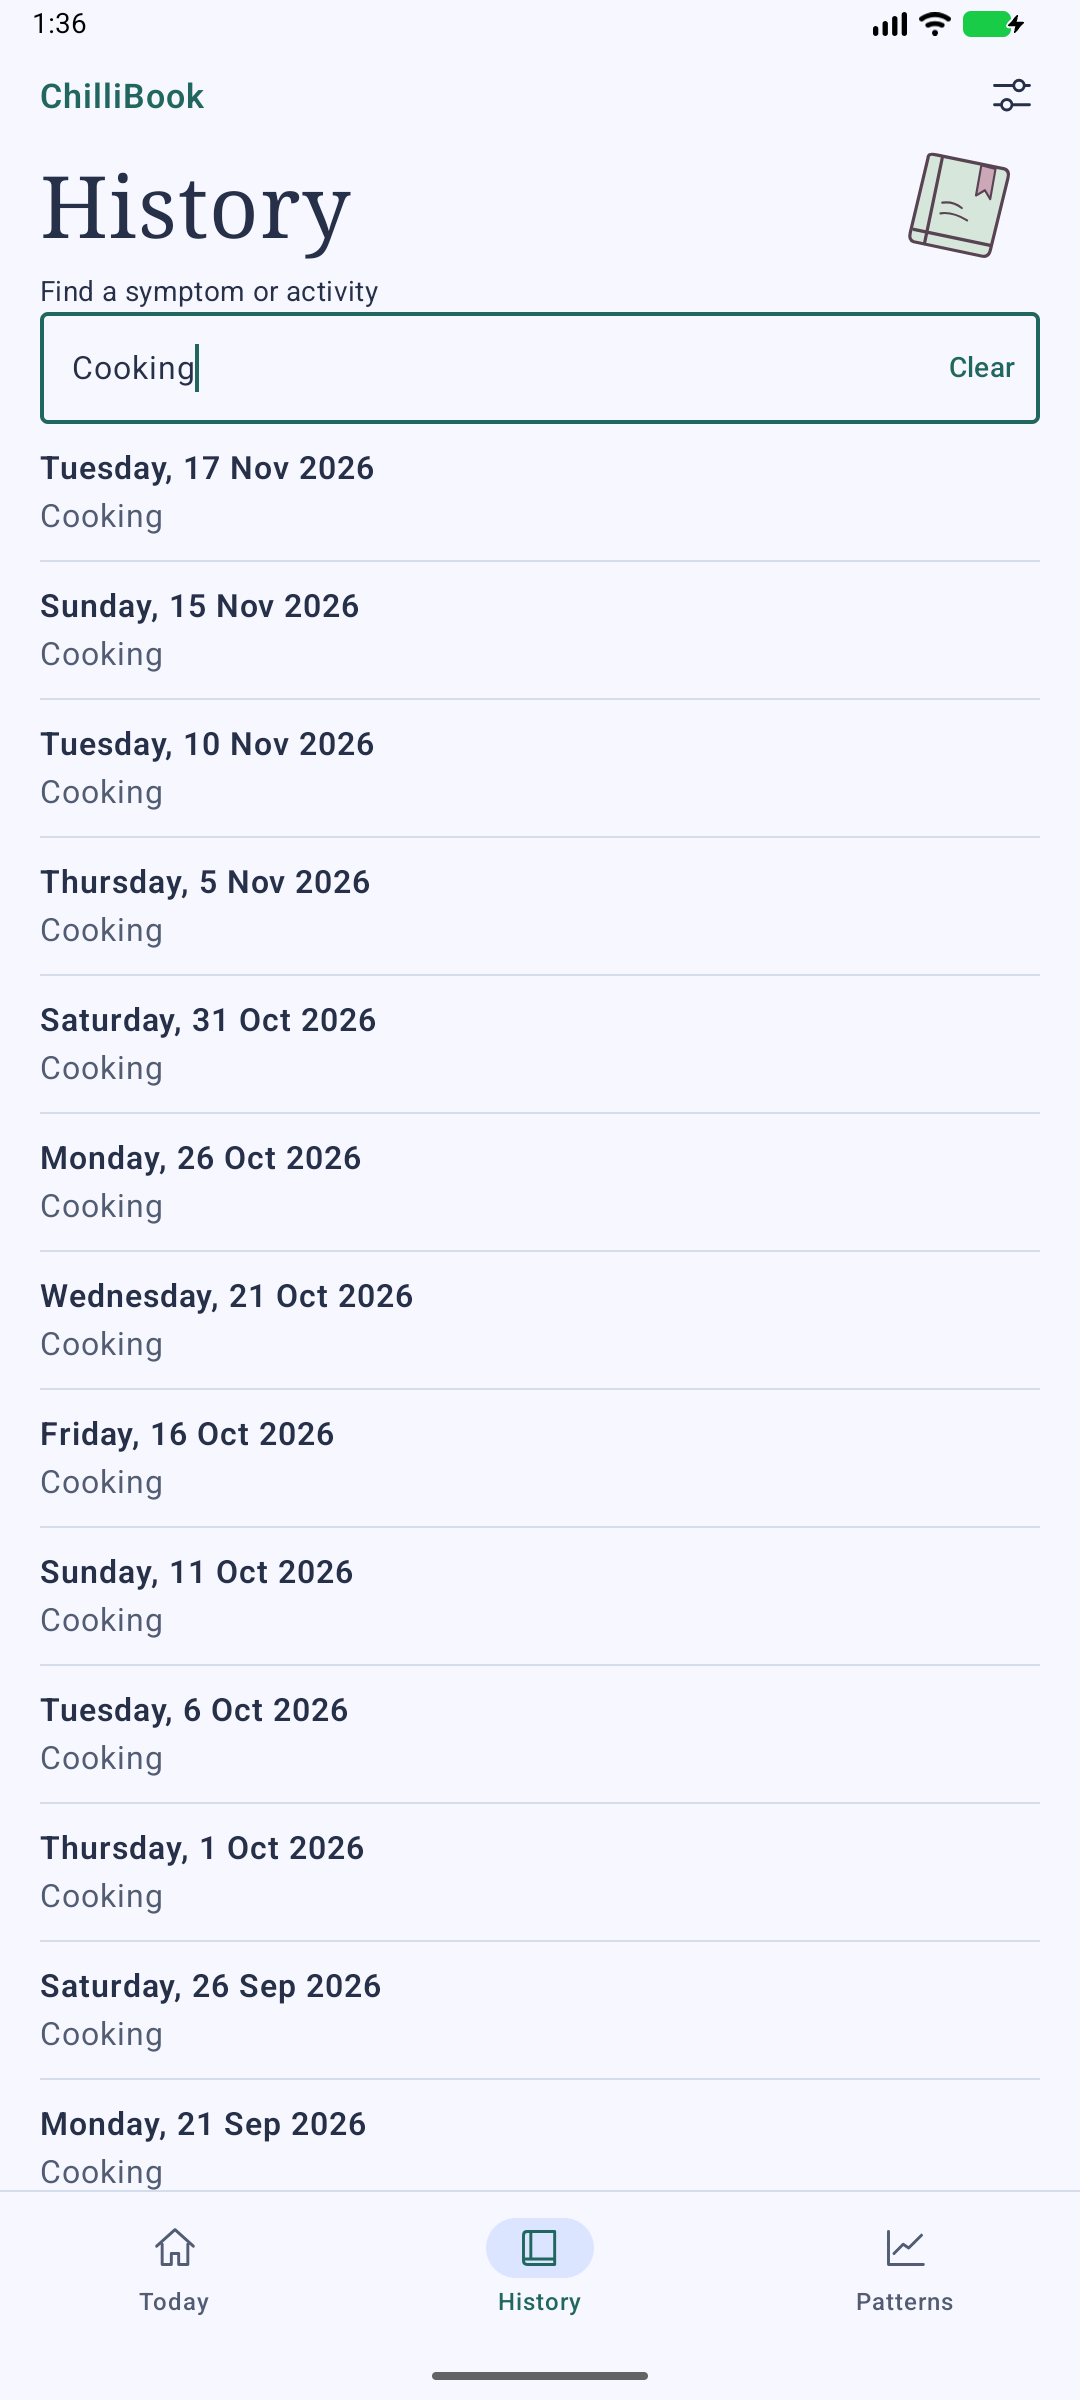 1:36
ChilliBook
History
Find a symptom or activity
Cooking
Clear
Tuesday, 17 Nov 2026
Cooking
Sunday, 15 Nov 2026
Cooking
Tuesday, 10 Nov 2026
Cooking
Thursday, 5 Nov 2026
Cooking
Saturday, 31 Oct 2026
Cooking
Monday, 26 Oct 2026
Cooking
Wednesday, 21 Oct 2026
Cooking
Friday, 16 Oct 2026
Cooking
Sunday, 11 Oct 2026
Cooking
Tuesday, 6 Oct 2026
Cooking
Thursday, 1 Oct 2026
Cooking
Saturday, 26 Sep 2026
Cooking
Monday, 21 Sep 2026
Cooking
Today
History
Patterns